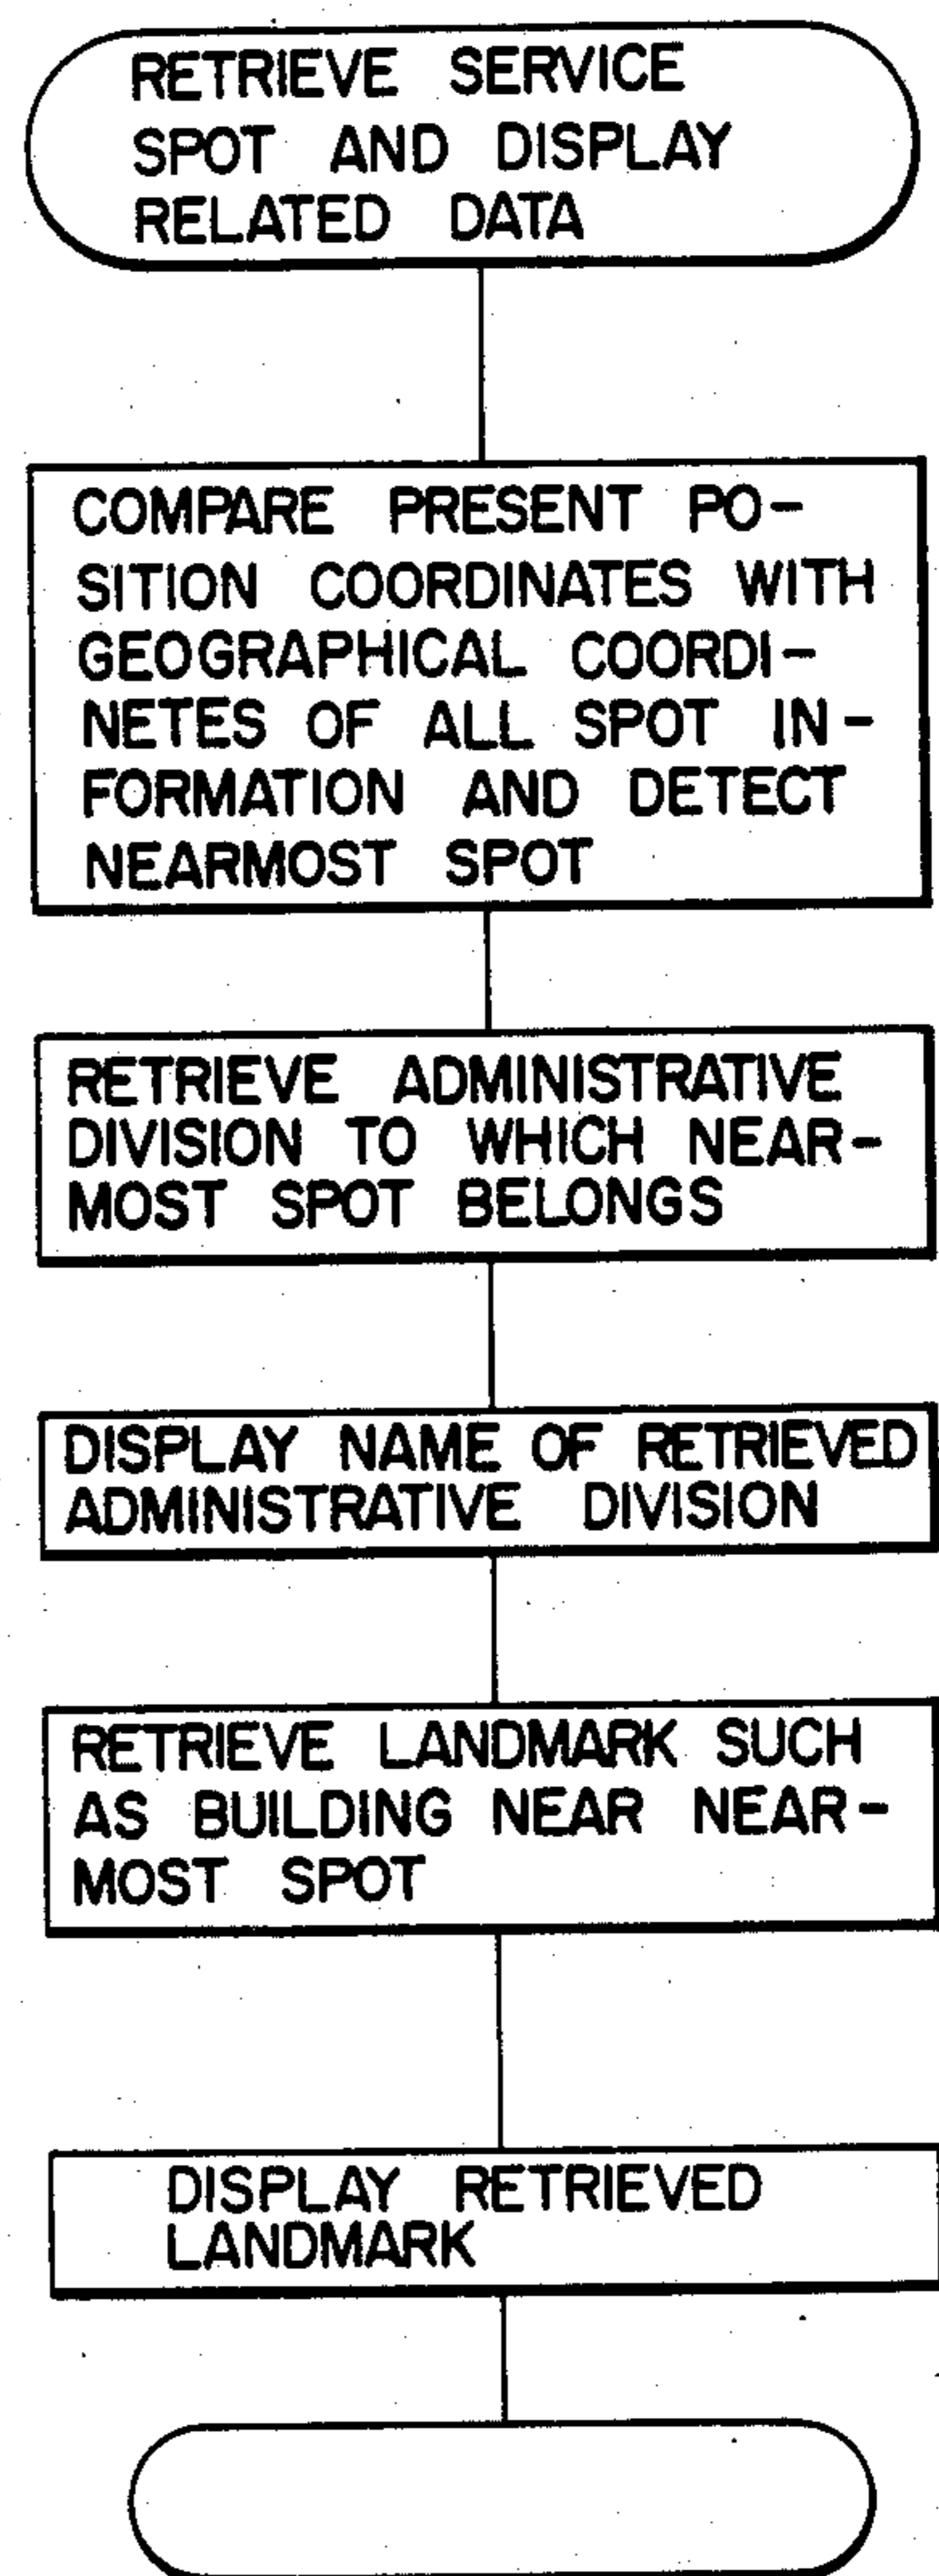 RETRIEVE SERVICE
SPOT AND DISPLAY
RELATED DATA
COMPARE PRESENT PO-
SITION COORDINATES WITH
GEOGRAPHICAL COORDI-
NETES OF ALL SPOT IN-
FORMATION AND DETECT
NEARMOST SPOT
RETRIEVE ADMINISTRATIVE
DIVISION TO WHICH NEAR-
MOST SPOT BELONGS
DISPLAY NAME OF RETRIEVED
ADMINISTRATIVE DIVISION
RETRIEVE LANDMARK SUCH
AS BUILDING NEAR NEAR-
MOST SPOT
DISPLAY RETRIEVED
LANDMARK